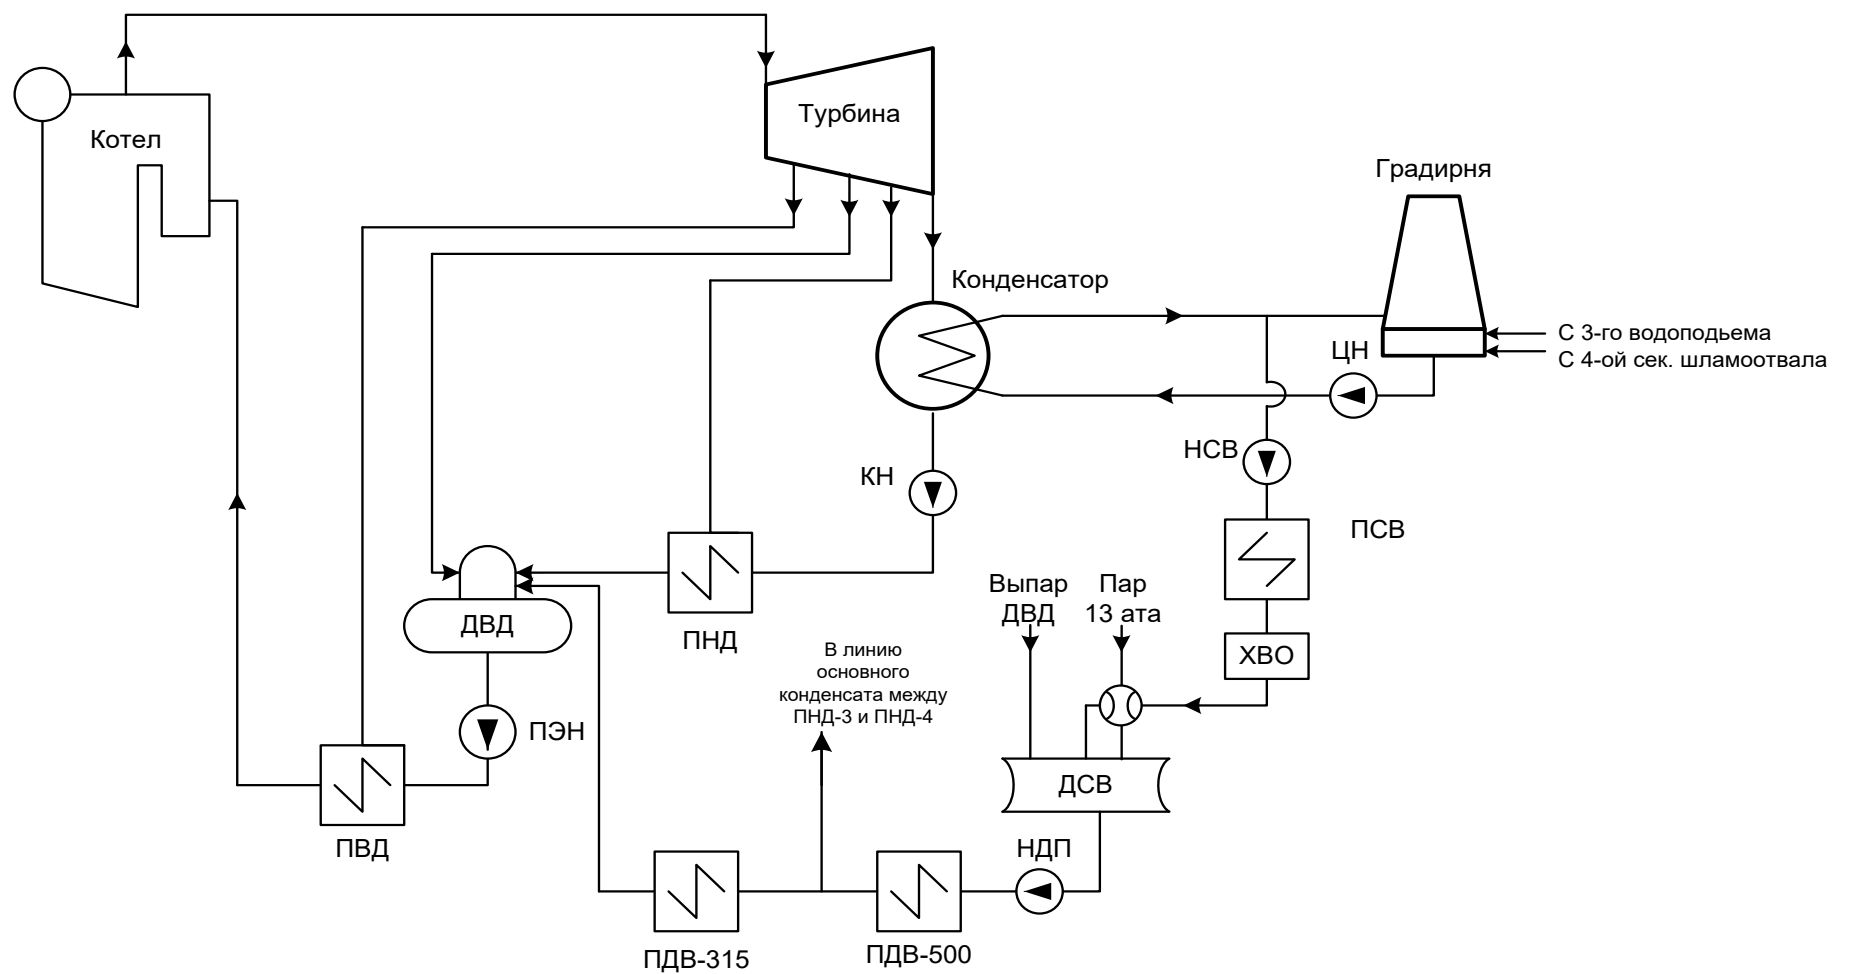 Турбина
Котел
Градирня
Конденсатор
С 3-го водоподьема
ЦН
С 4-ой сек. шламоотвала
НСВ
КН
ПСВ
Выпар
ДВД
Пар
13 ата
ДВД
ПНД
ХВО
В линию
основного
конденсата между
ПНД-3 и ПНД-4
ПЭН
ДСВ
ПВД
НДП
ПДВ-315
ПДВ-500